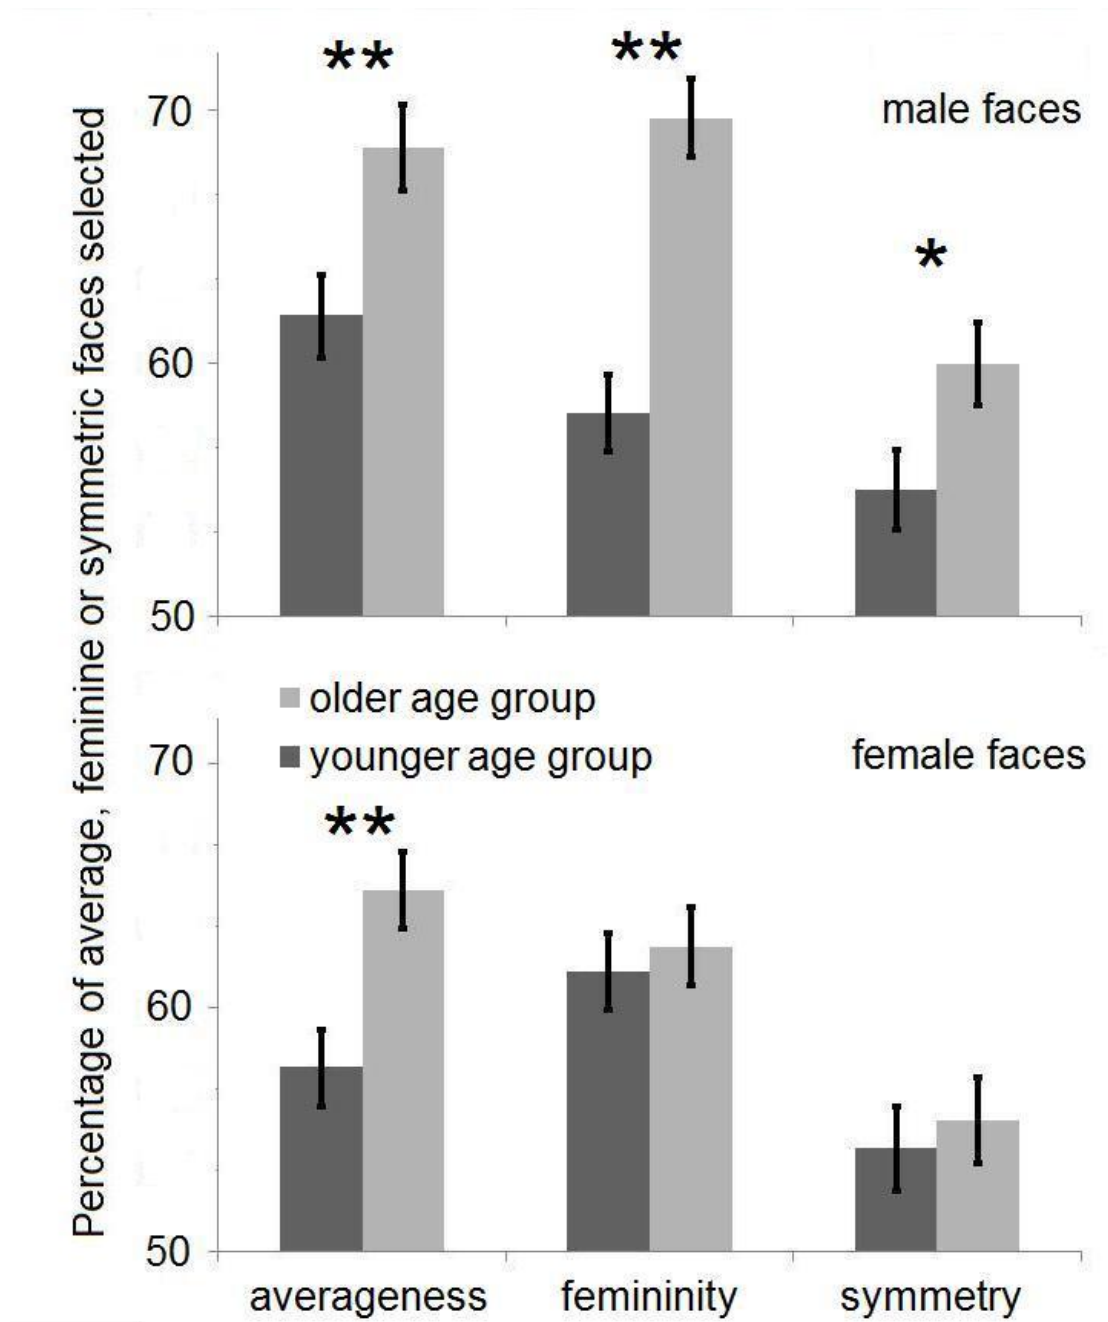 Percentage of average, feminine or symmetric faces selected
**
**
70
male faces
*
60
50
older age group
younger age group
70
female faces
**
60
50
averageness
femininity
symmetry